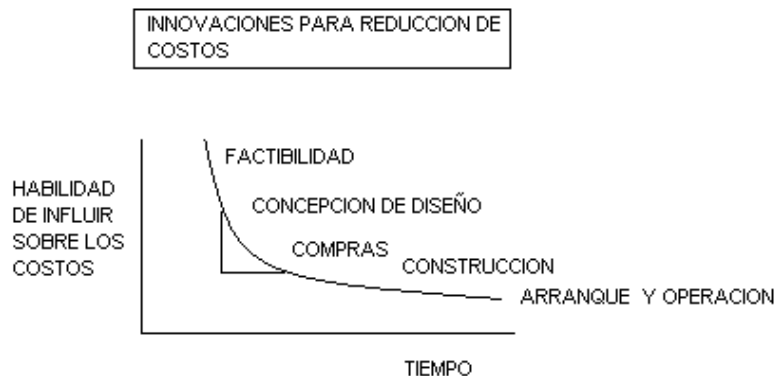 INNOVACIONES PARA REDUCCION DE
COSTOS
FACTIBILIDAD
HABILIDAD
DE INFLUIR
SOBRE LOS
COSTOS
CONCEPCION DE DISEÑO
COMPRAS
CONSTRUCCION
ARRANQUE Y OPERACION
TIEMPO